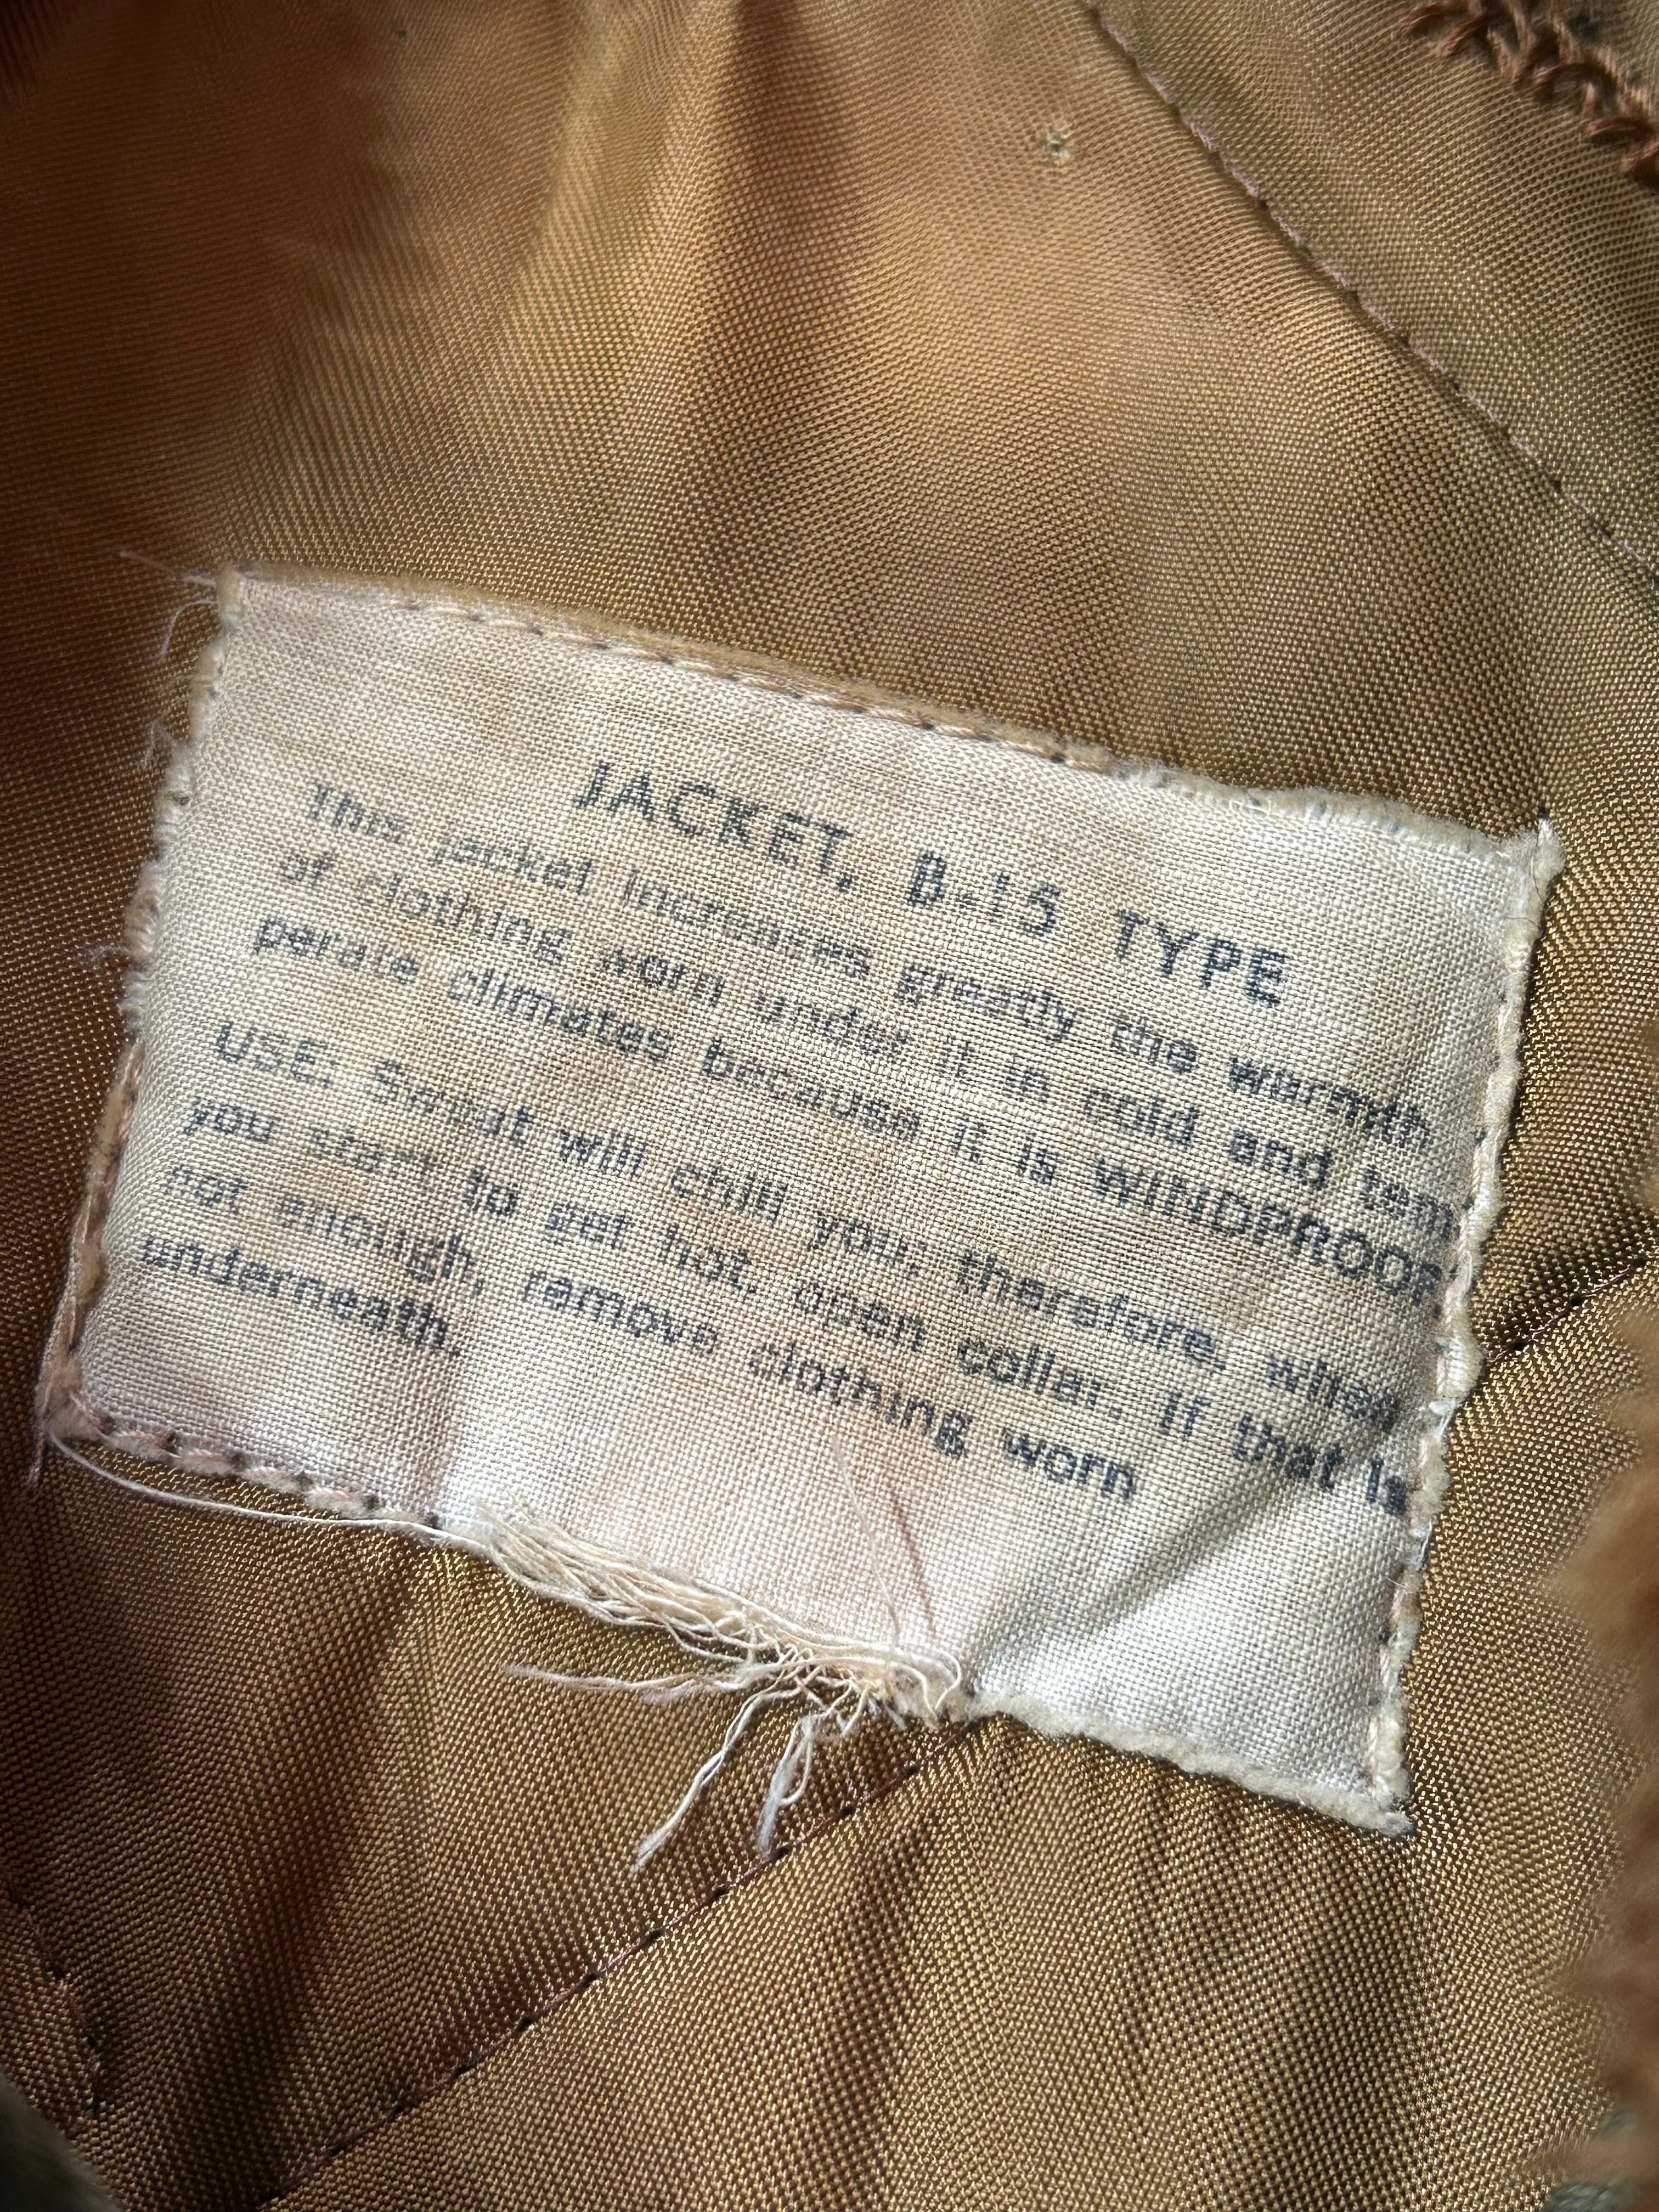 JACKET, B-15 TYPE
This jacket increases greatly the warmth
of clothing worn under it in cold and tem
perate climates because it is WINDPROOF
USE: Sweat will chill you; therefore, when
you start to get hot, open collar. If that is
not enough, remove clothing worn
underneath.